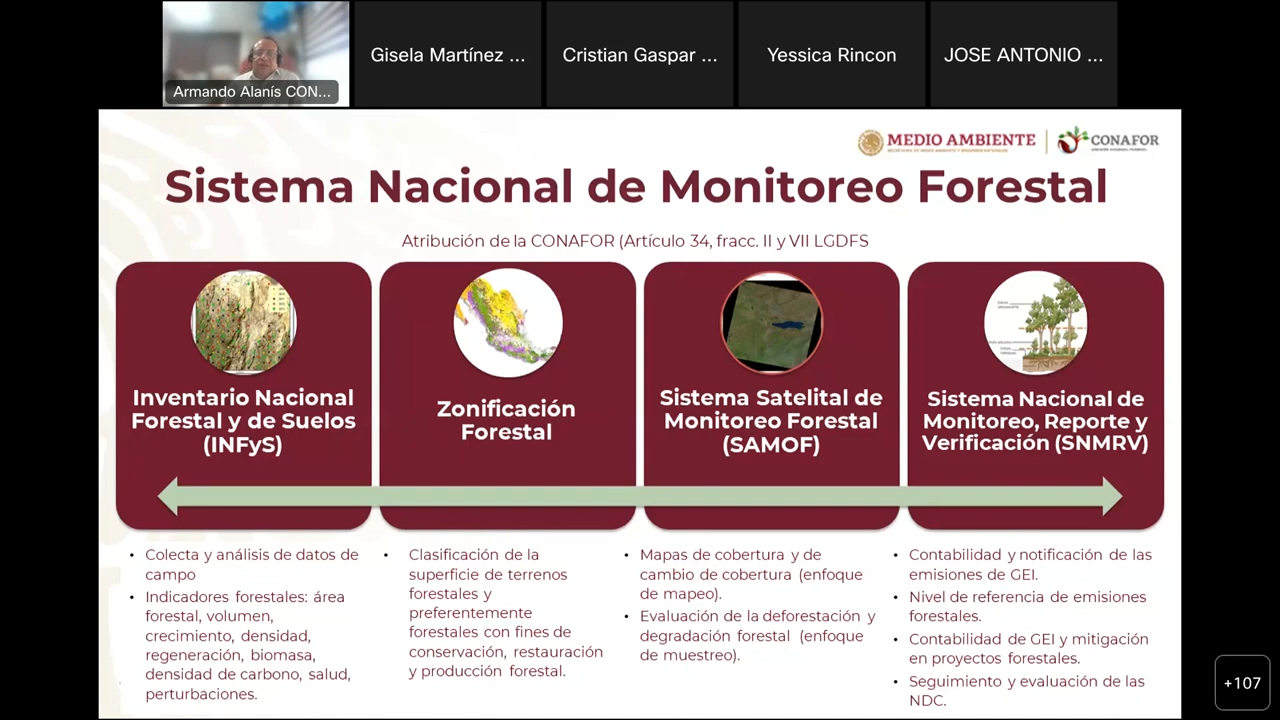 Armando Alanís CON...
Gisela Martínez ...
Cristian Gaspar ...
Yessica Rincon
JOSE ANTONIO ...
MEDIO AMBIENTE
CONAFOR
Sistema Nacional de Monitoreo Forestal
Atribución de la CONAFOR (Artículo 34, fracc. II y VII LGDFS
Inventario Nacional
Forestal y de Suelos
(INFyS)
Zonificación
Forestal
Sistema Satelital de
Monitoreo Forestal
(SAMOF)
Sistema Nacional de
Monitoreo, Reporte y
Verificación (SNMRV)
• Colecta y análisis de datos de
campo
• Indicadores forestales: área
forestal, volumen,
crecimiento, densidad,
regeneración, biomasa,
densidad de carbono, salud,
perturbaciones.
• Clasificación de la
superficie de terrenos
forestales y
preferentemente
forestales con fines de
conservación, restauración
y producción forestal.
• Mapas de cobertura y de
cambio de cobertura (enfoque
de mapeo).
• Evaluación de la deforestación y
degradación forestal (enfoque
de muestreo).
• Contabilidad y notificación de las
emisiones de GEI.
• Nivel de referencia de emisiones
forestales.
• Contabilidad de GEI y mitigación
en proyectos forestales.
• Seguimiento y evaluación de las
NDC.
+107